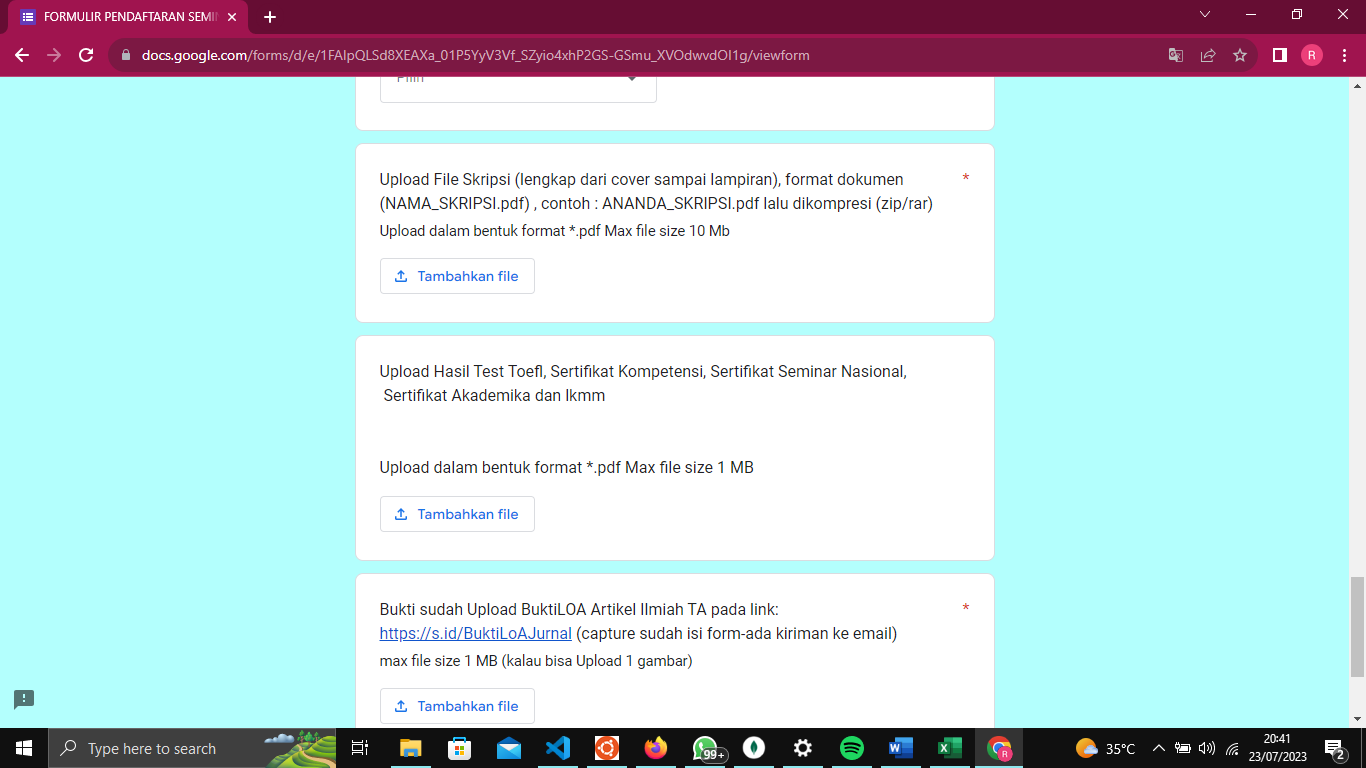 FORMULIR PENDAFTARAN SEMIN
docs.google.com/forms/d/e/1FAIpQLSd8XEAXa_01P5YyV3Vf_SZyio4xhP2GS-GSmu_XVOdwvdOI1g/viewform
R
Pilih
Upload File Skripsi (lengkap dari cover sampai lampiran), format dokumen *
(NAMA_SKRIPSI.pdf) , contoh : ANANDA_SKRIPSI.pdf lalu dikompresi (zip/rar)
Upload dalam bentuk format *.pdf Max file size 10 Mb
Tambahkan file
Upload Hasil Test Toefl, Sertifikat Kompetensi, Sertifikat Seminar Nasional,
Sertifikat Akademika dan lkmm
Upload dalam bentuk format *.pdf Max file size 1 MB
Tambahkan file
Bukti sudah Upload BuktiLOA Artikel Ilmiah TA pada link: *
https://s.id/BuktiLoAJurnal (capture sudah isi form-ada kiriman ke email)
max file size 1 MB (kalau bisa Upload 1 gambar)
Tambahkan file
Type here to search
99+
R
35°C
20:41
23/07/2023
2